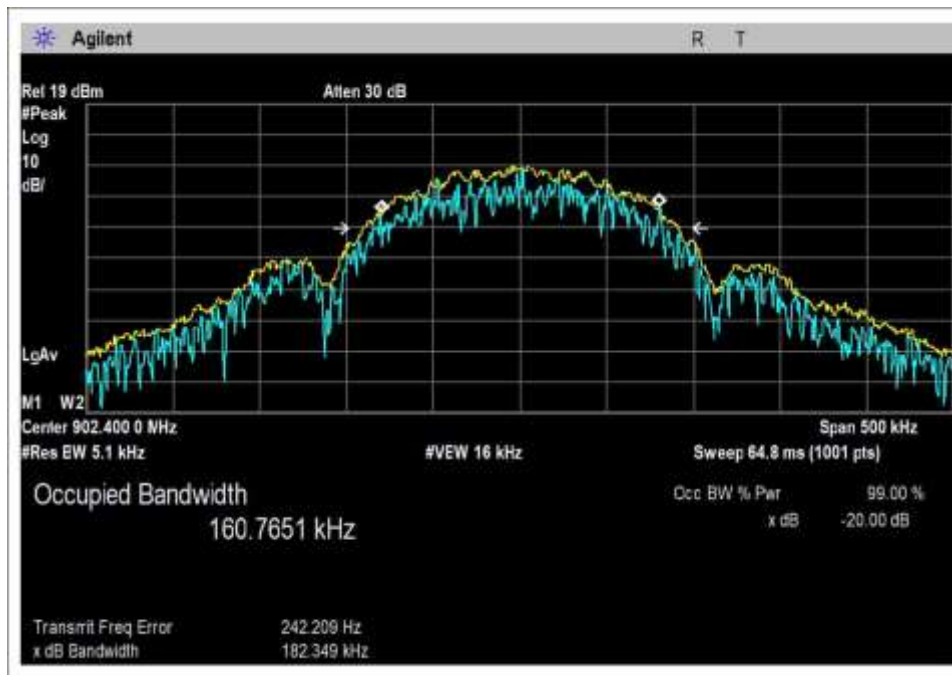 Agilent R T
Ref 19 dBm Atten 30 dB
#Peak
Log
10
dB/
LgAv
M1 W2
Center 902.400 0 MHz Span 500 kHz
#Res BW 5.1 kHz #VBW 16 kHz Sweep 64.8 ms (1001 pts)
Occupied Bandwidth Occ BW % Pwr 99.00 %
160.7651 kHz x dB -20.00 dB
Transmit Freq Error 242.209 Hz
x dB Bandwidth 182.349 kHz